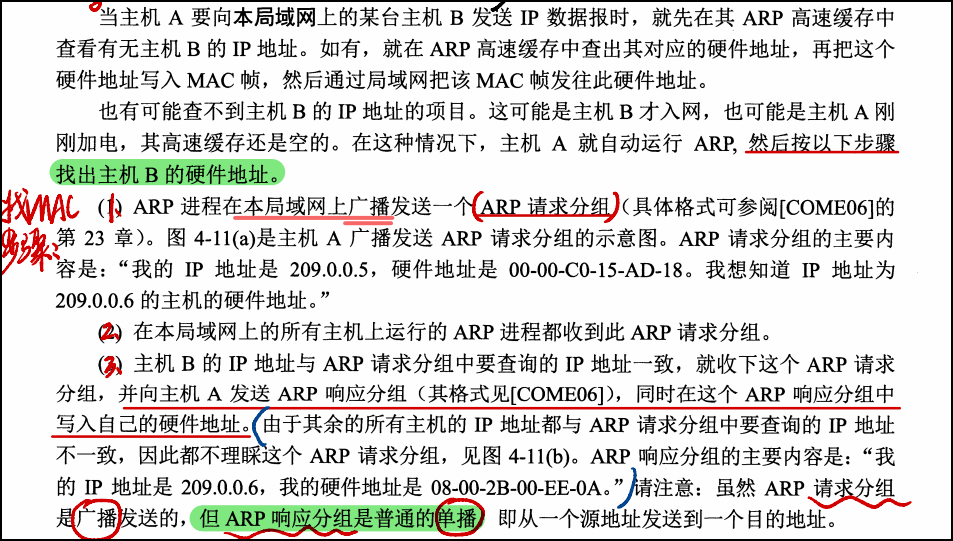 当主机 A 要向本局域网上的某台主机 B 发送 IP 数据报时，就先在其 ARP 高速缓存中
查看有无主机 B 的 IP 地址。如有，就在 ARP 高速缓存中查出其对应的硬件地址，再把这个
硬件地址写入 MAC 帧，然后通过局域网把该 MAC 帧发往此硬件地址。
也有可能查不到主机 B 的 IP 地址的项目。这可能是主机 B 才入网，也可能是主机 A 刚
刚加电，其高速缓存还是空的。在这种情况下，主机 A 就自动运行 ARP, 然后按以下步骤
找出主机 B 的硬件地址。
找MAC
步骤：
(1) ARP 进程在本局域网上广播发送一个 ARP 请求分组（具体格式可参阅[COME06]的
第 23 章）。图 4-11(a)是主机 A 广播发送 ARP 请求分组的示意图。ARP 请求分组的主要内
容是：“我的 IP 地址是 209.0.0.5，硬件地址是 00-00-C0-15-AD-18。我想知道 IP 地址为
209.0.0.6 的主机的硬件地址。”
(2) 在本局域网上的所有主机上运行的 ARP 进程都收到此 ARP 请求分组。
(3) 主机 B 的 IP 地址与 ARP 请求分组中要查询的 IP 地址一致，就收下这个 ARP 请求
分组，并向主机 A 发送 ARP 响应分组（其格式见[COME06]），同时在这个 ARP 响应分组中
写入自己的硬件地址。由于其余的所有主机的 IP 地址都与 ARP 请求分组中要查询的 IP 地址
不一致，因此都不理睬这个 ARP 请求分组，见图 4-11(b)。ARP 响应分组的主要内容是：“我
的 IP 地址是 209.0.0.6，我的硬件地址是 08-00-2B-00-EE-0A。”请注意：虽然 ARP 请求分组
是广播发送的，但 ARP 响应分组是普通的单播，即从一个源地址发送到一个目的地址。